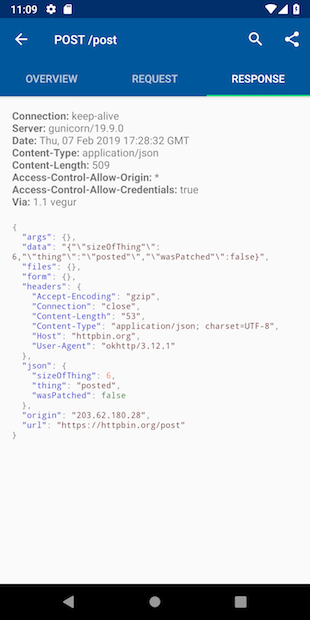 11:09
POST /post
OVERVIEW REQUEST RESPONSE
Connection: keep-alive
Server: gunicorn/19.9.0
Date: Thu, 07 Feb 2019 17:28:32 GMT
Content-Type: application/json
Content-Length: 509
Access-Control-Allow-Origin: *
Access-Control-Allow-Credentials: true
Via: 1.1 vegur
{
"args": {},
"data": "{"\"sizeOfThing\":
6,"\"thing\":\"posted\","\"wasPatched\":false}",
"files": {},
"form": {},
"headers": {
"Accept-Encoding": "gzip",
"Connection": "close",
"Content-Length": "53",
"Content-Type": "application/json; charset=UTF-8",
"Host": "httpbin.org",
"User-Agent": "okhttp/3.12.1"
},
"json": {
"sizeOfThing": 6,
"thing": "posted",
"wasPatched": false
},
"origin": "203.62.180.28",
"url": "https://httpbin.org/post"
}